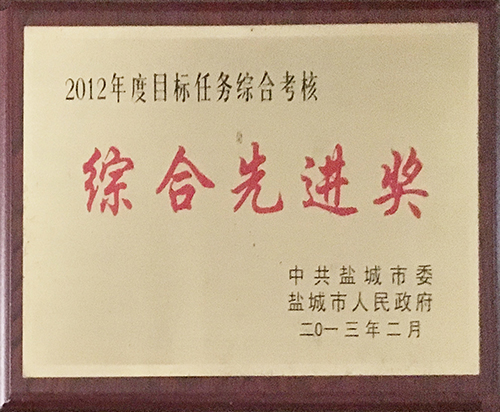 2012年度目标任务综合考核
综合先进奖
中共盐城市委
盐城市人民政府
二〇一三年二月